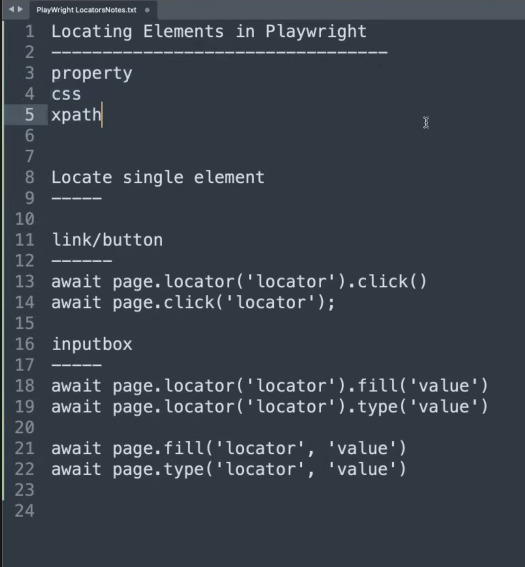 PlayWright LocatorsNotes.txt
1 Locating Elements in Playwright
2 ---------------------------------
3 property
4 css
5 xpath
6
7
8 Locate single element
9 -----
10
11 link/button
12 ------
13 await page.locator('locator').click()
14 await page.click('locator');
15
16 inputbox
17 -----
18 await page.locator('locator').fill('value')
19 await page.locator('locator').type('value')
20
21 await page.fill('locator', 'value')
22 await page.type('locator', 'value')
23
24